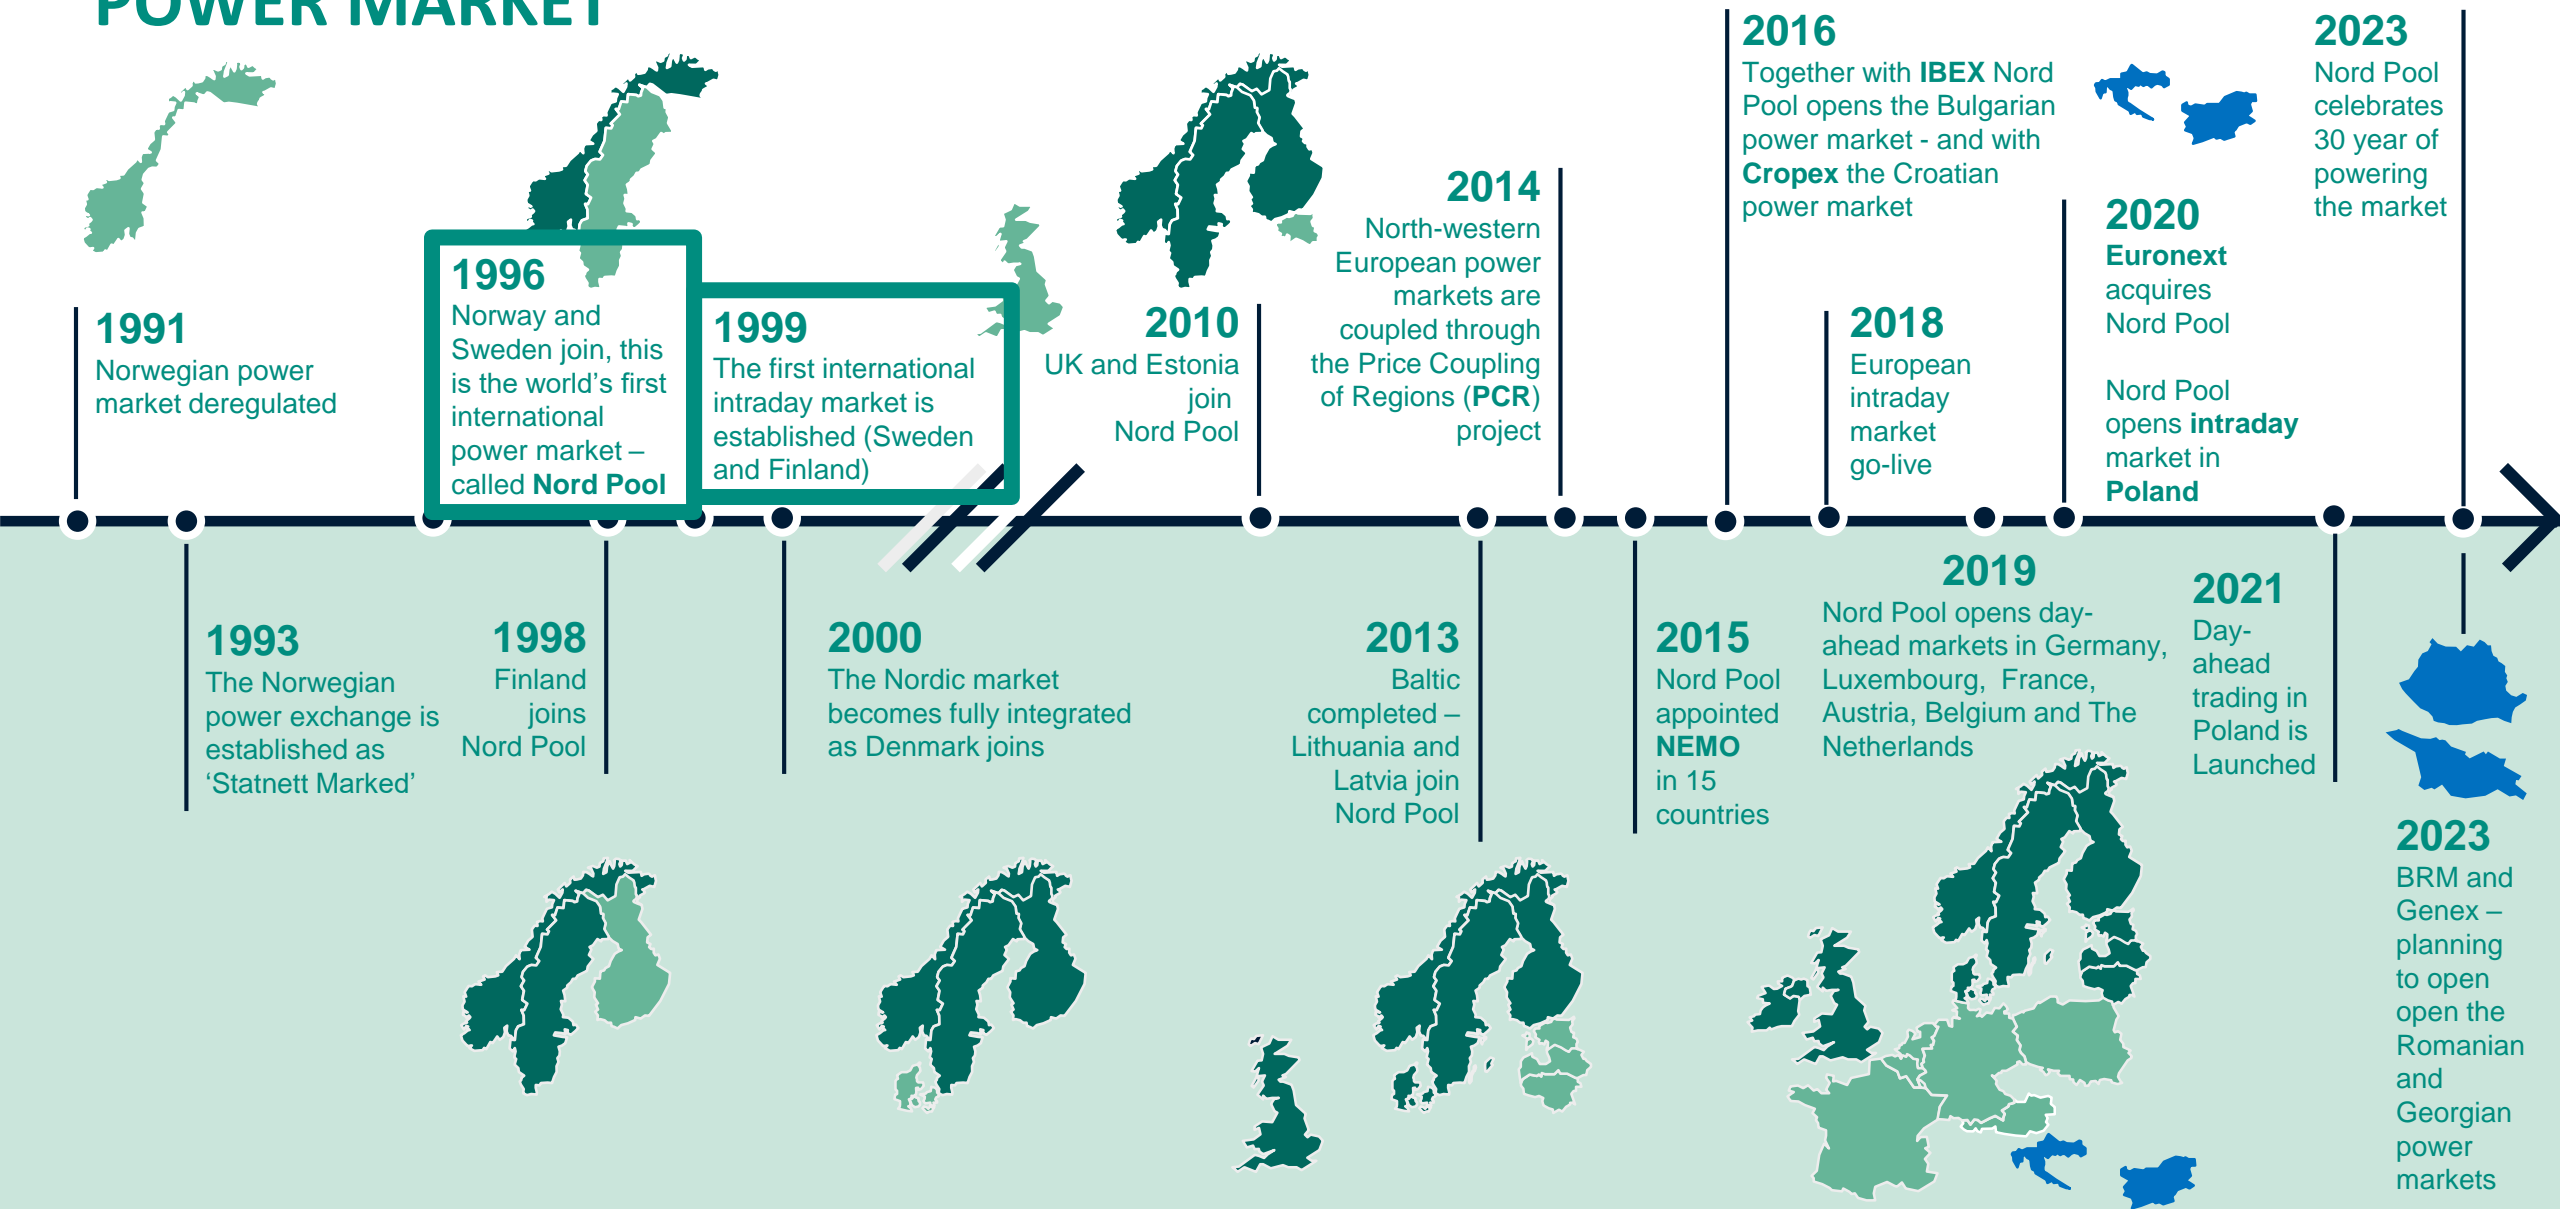 POWER MARKET
1991
Norwegian power
market deregulated
1996
Norway and
Sweden join, this
is the world’s first
international
power market –
called Nord Pool
1999
The first international
intraday market is
established (Sweden
and Finland)
2010
UK and Estonia
join
Nord Pool
2014
North-western
European power
markets are
coupled through
the Price Coupling
of Regions (PCR)
project
2016
Together with IBEX Nord
Pool opens the Bulgarian
power market - and with
Cropex the Croatian
power market
2018
European
intraday
market
go-live
2020
Euronext
acquires
Nord Pool
Nord Pool
opens intraday
market in
Poland
2023
Nord Pool
celebrates
30 year of
powering
the market
1993
The Norwegian
power exchange is
established as
‘Statnett Marked’
1998
Finland
joins
Nord Pool
2000
The Nordic market
becomes fully integrated
as Denmark joins
2013
Baltic
completed –
Lithuania and
Latvia join
Nord Pool
2015
Nord Pool
appointed
NEMO
in 15
countries
2019
Nord Pool opens day-
ahead markets in Germany,
Luxembourg, France,
Austria, Belgium and The
Netherlands
2021
Day-
ahead
trading in
Poland is
Launched
2023
BRM and
Genex –
planning
to open
open the
Romanian
and
Georgian
power
markets